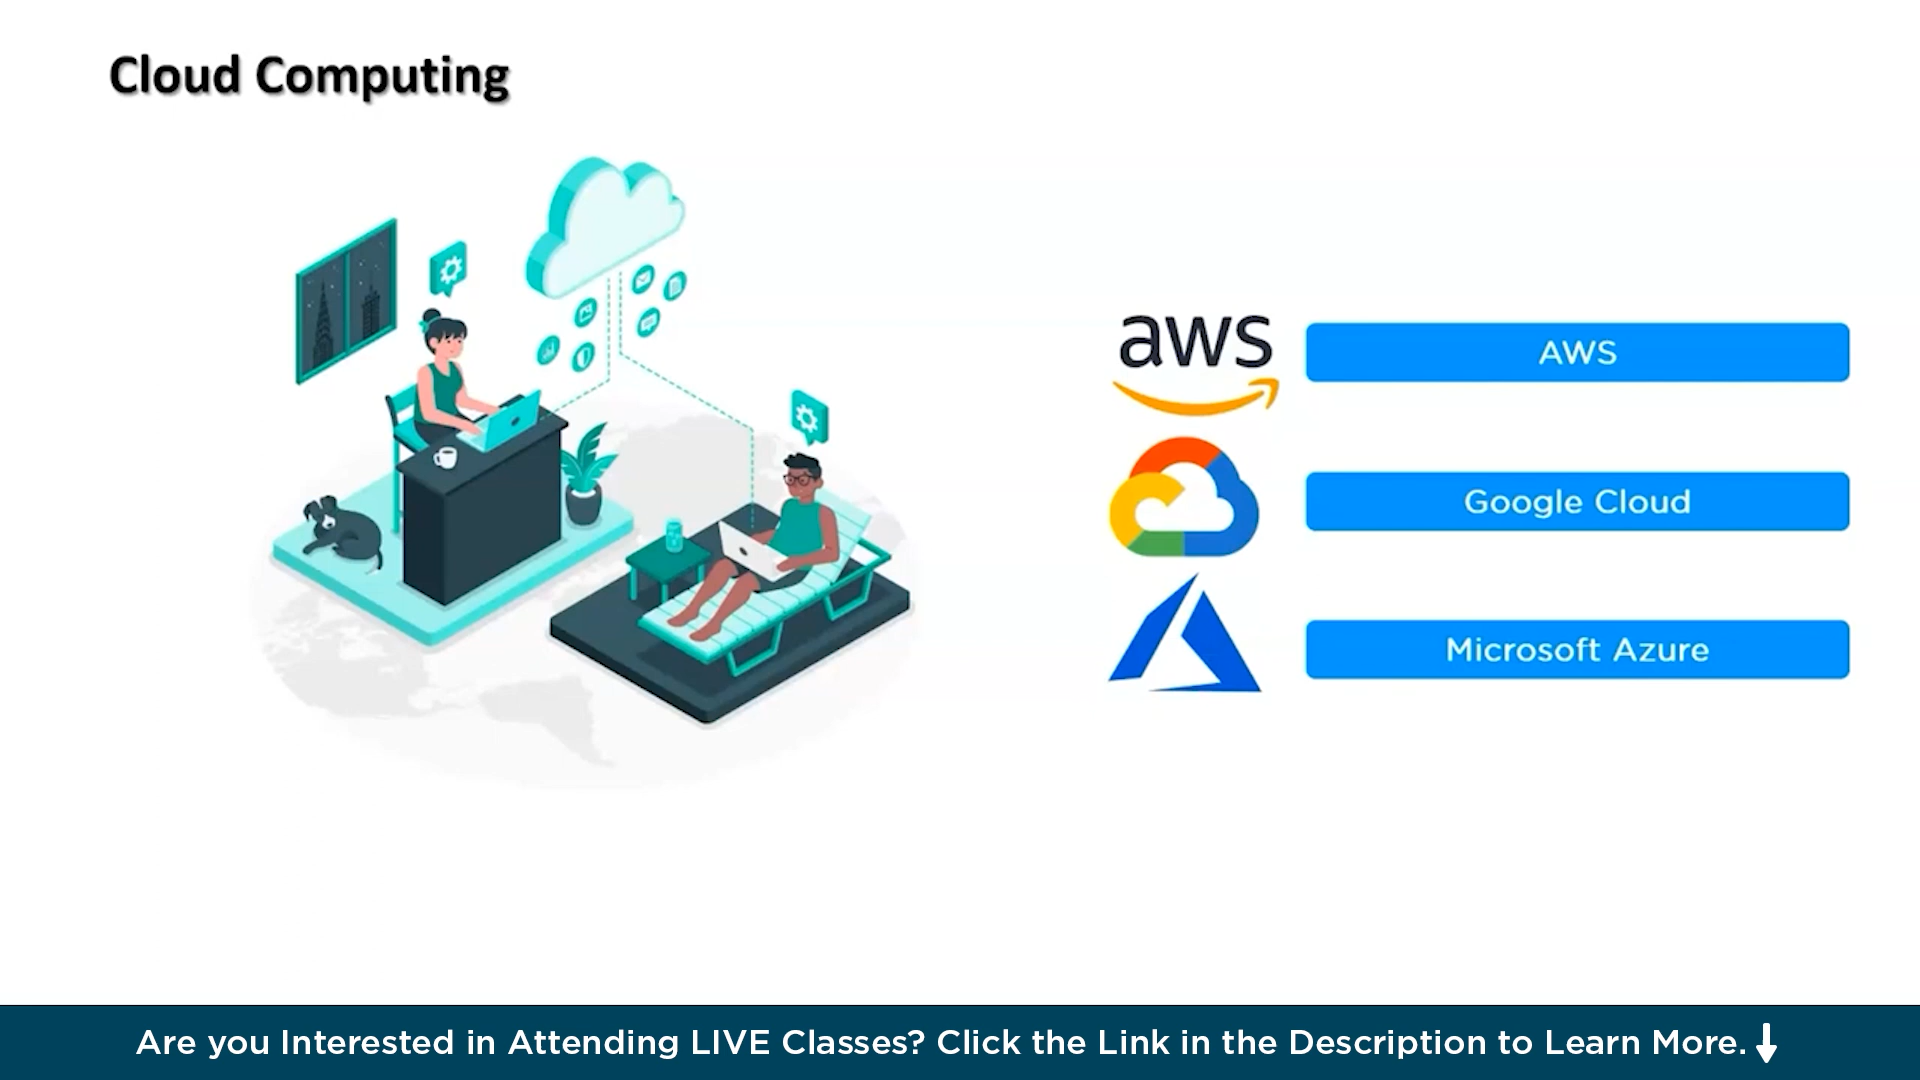 Cloud Computing
aws
AWS
Google Cloud
Microsoft Azure
Are you Interested in Attending LIVE Classes? Click the Link in the Description to Learn More.